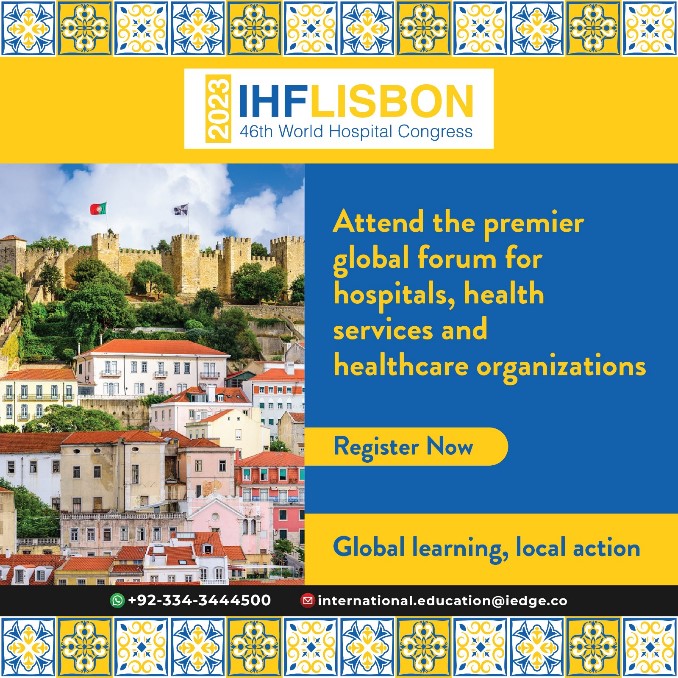 2023
IHFLISBON
46th World Hospital Congress
Attend the premier
global forum for
hospitals, health
services and
healthcare organizations
Register Now
Global learning, local action
+92-334-3444500
international.education@iedge.co